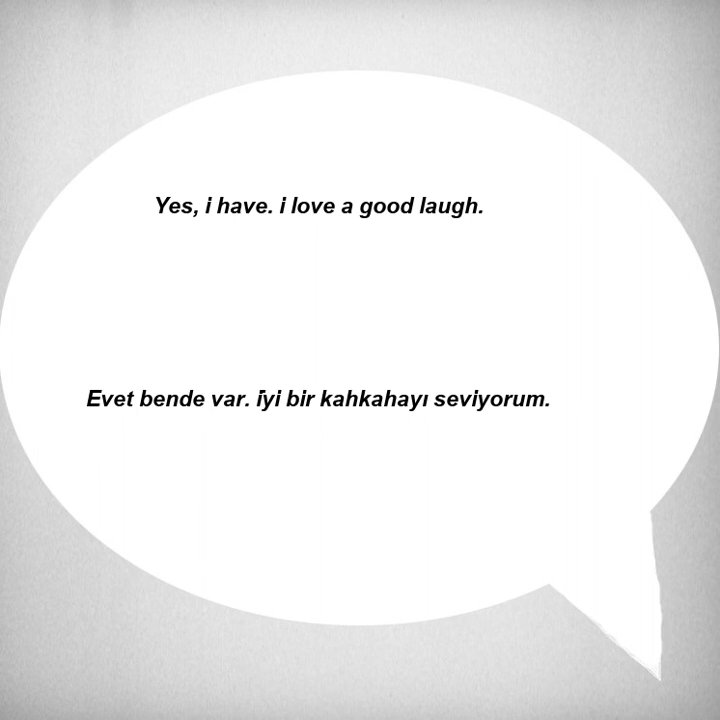 Yes, i have. i love a good laugh.
Evet bende var. i̇yi bir kahkahayı seviyorum.